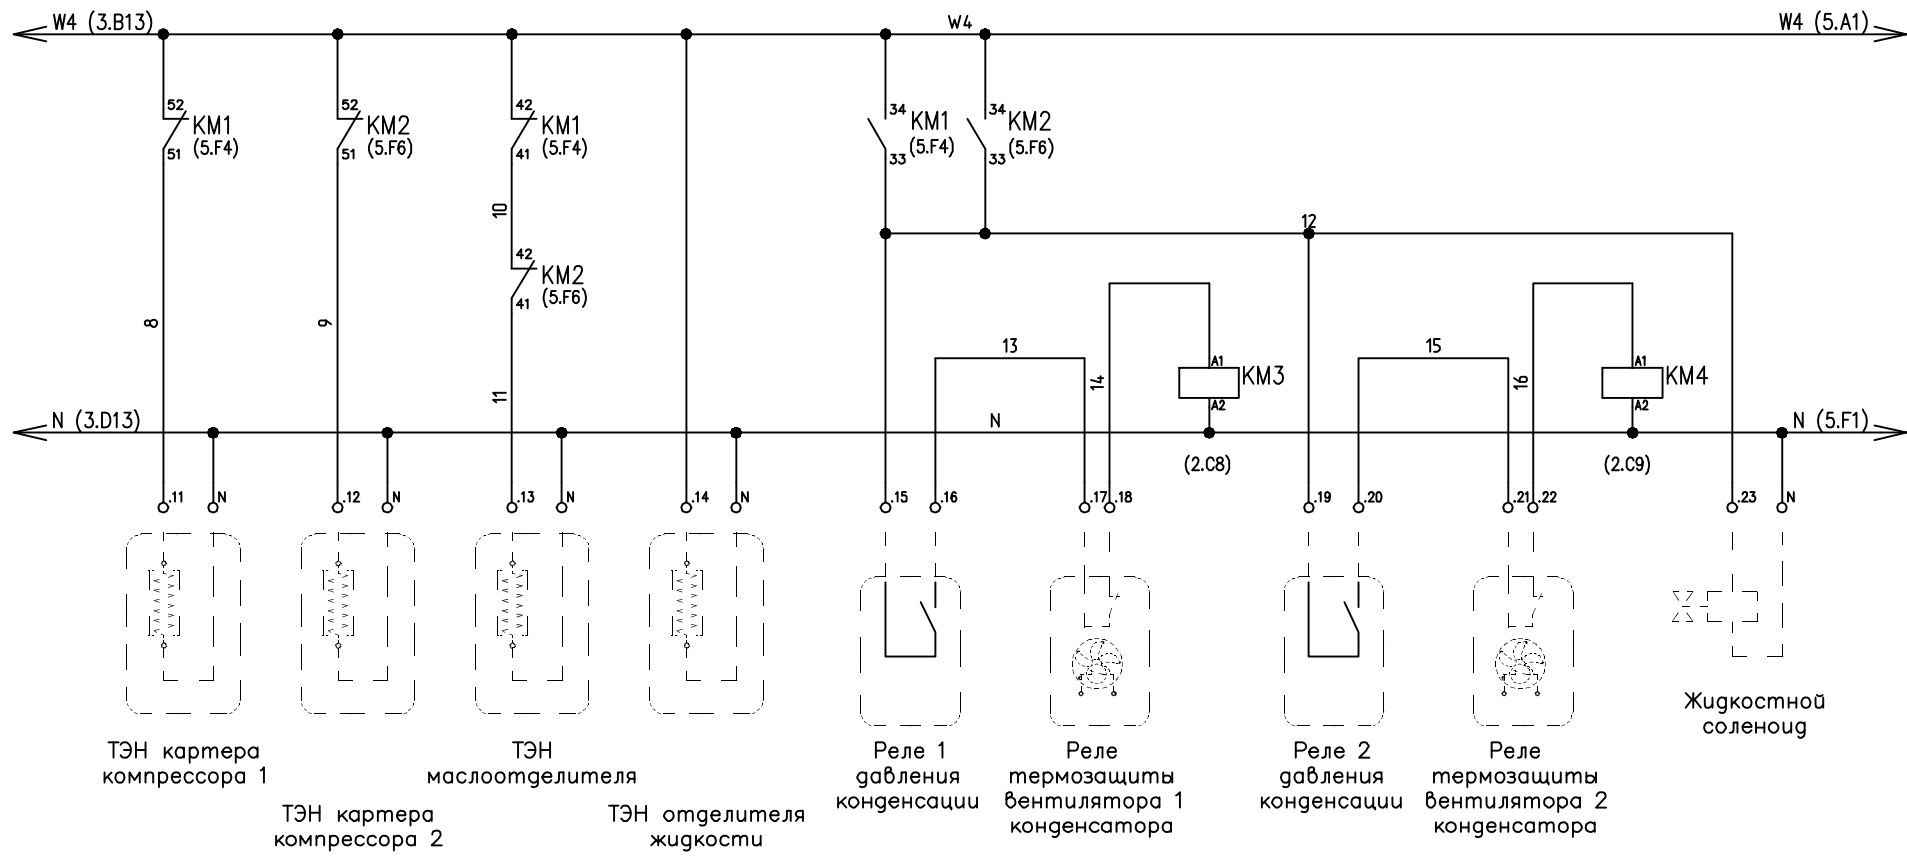 W4 (3.B13)
W4
W4 (5.A1)
52
KM1
(5.F4)
51
52
KM2
(5.F6)
51
42
KM1
(5.F4)
41
34
KM1
(5.F4)
33
34
KM2
(5.F6)
33
10
12
42
KM2
(5.F6)
41
8
9
11
13
14
A1
KM3
A2
15
16
A1
KM4
A2
N (3.D13)
N
N (5.F1)
(2.C8)
(2.C9)
.11
N
.12
N
.13
N
.14
N
.15
.16
.17
.18
.19
.20
.21
.22
.23
N
ТЭН картера
компрессора 1
ТЭН картера
компрессора 2
ТЭН
маслоотделителя
ТЭН отделителя
жидкости
Реле 1
давления
конденсации
Реле
термозащиты
вентилятора 1
конденсатора
Реле 2
давления
конденсации
Реле
термозащиты
вентилятора 2
конденсатора
Жидкостной
соленоид